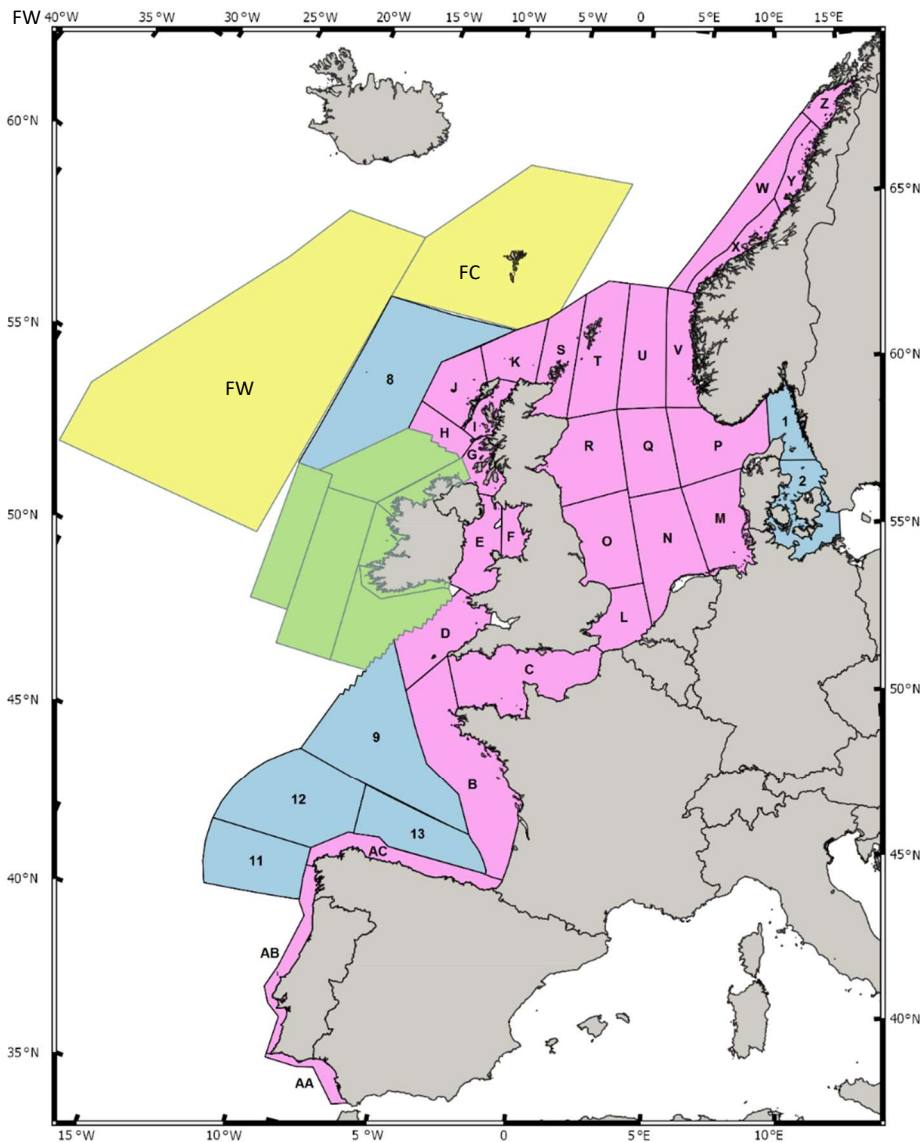 FW
40°W 35°W 30°W 25°W 20°W 15°W 10°W 5°W 0 5°E 10°E 15°E
Z
60°N
W Y 65°N
X
FC
55°N
S
K T U V 60°N
FW 8 J
I 1
H R Q P
G 2
50°N 55°N
E F O N M
L
D
C
45°N 50°N
9
B
12
13
AC
11 45°N
40°N
AB
40°N
35°N
AA
15°W 10°W 5°W 0 5°E 10°E